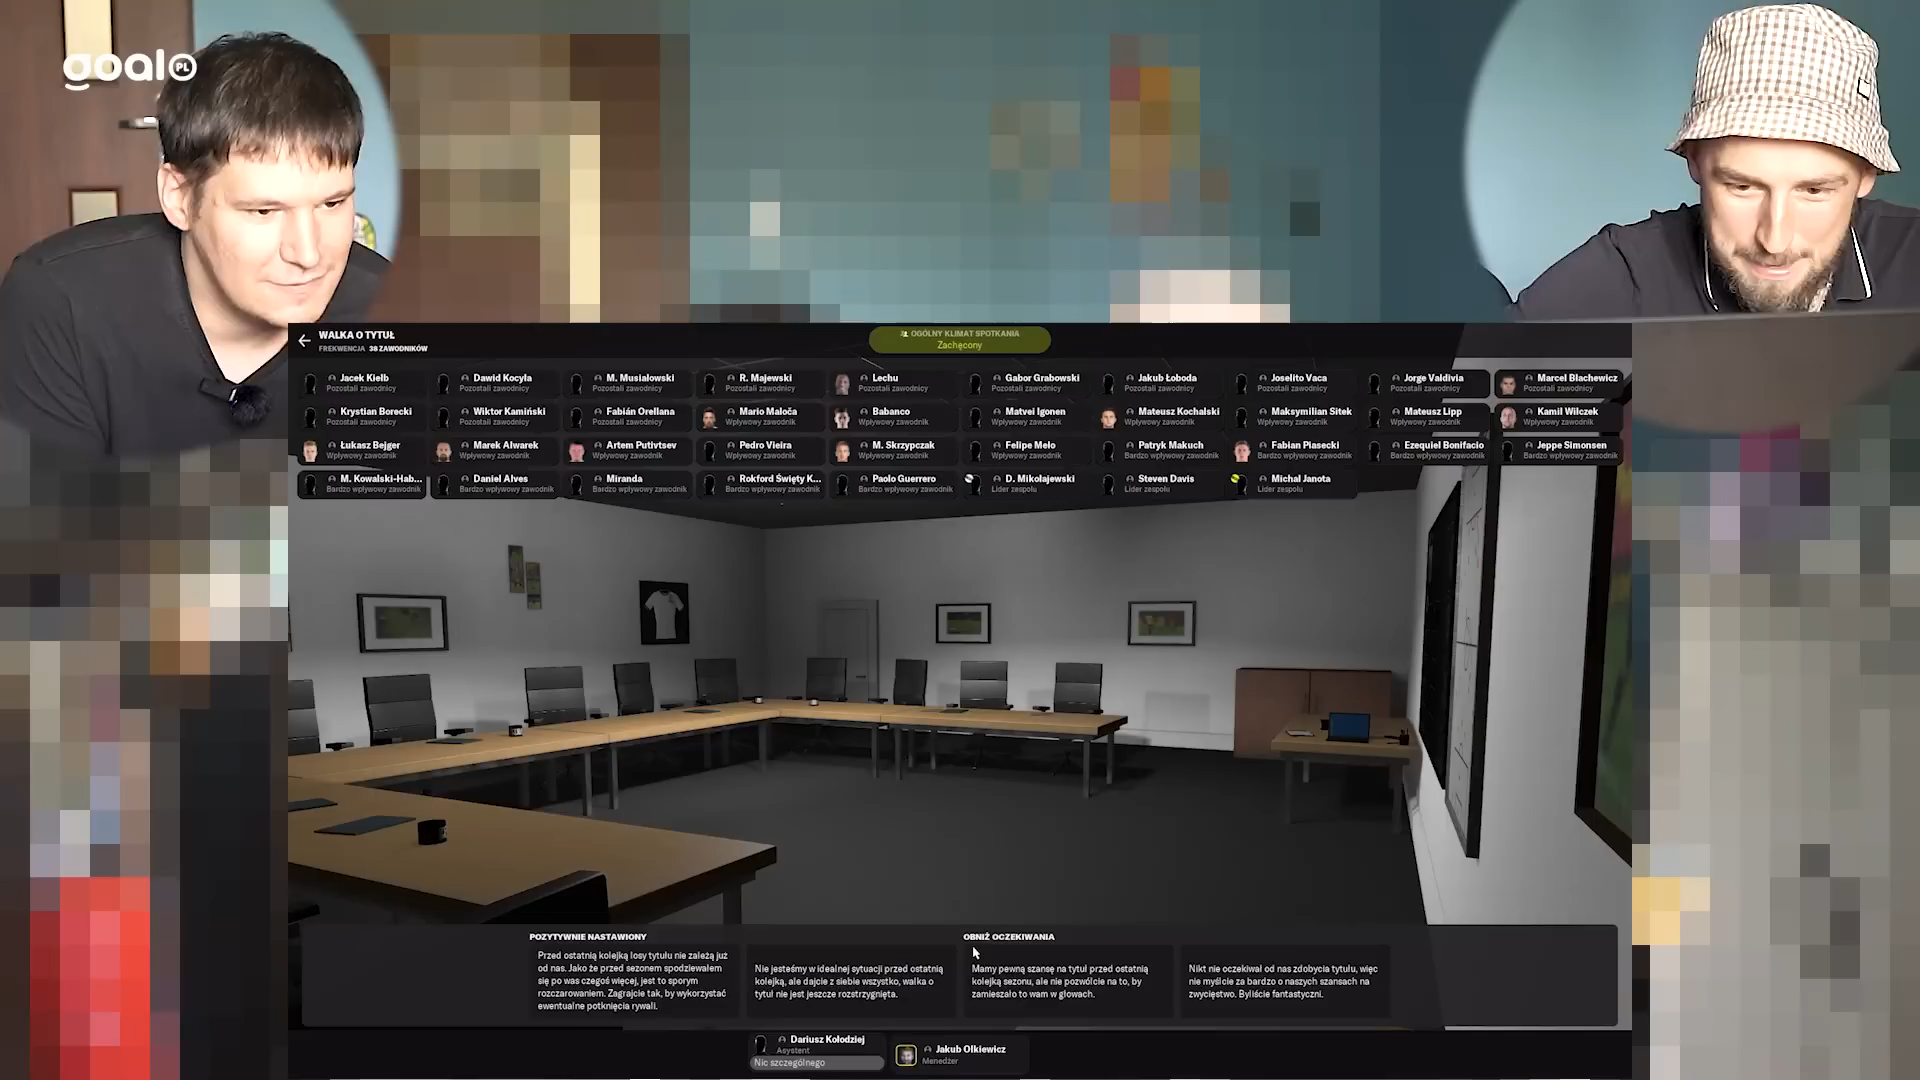 goal PL
WALKA O TYTUŁ
FREKWENCJA 38 ZAWODNIKÓW
OGÓLNY KLIMAT SPOTKANIA
Zachęcony
Jacek Kiełb
Pozostali zawodnicy
Dawid Kocyła
Pozostali zawodnicy
M. Musiałowski
Pozostali zawodnicy
R. Majewski
Pozostali zawodnicy
Lechu
Pozostali zawodnicy
Gabor Grabowski
Pozostali zawodnicy
Jakub Łoboda
Pozostali zawodnicy
Joselito Vaca
Pozostali zawodnicy
Jorge Valdivia
Pozostali zawodnicy
Marcel Błachewicz
Pozostali zawodnicy
Krystian Borecki
Pozostali zawodnicy
Wiktor Kamiński
Pozostali zawodnicy
Fabián Orellana
Pozostali zawodnicy
Mario Maloča
Wpływowy zawodnik
Babanco
Wpływowy zawodnik
Matvei Igonen
Wpływowy zawodnik
Mateusz Kochalski
Wpływowy zawodnik
Maksymilian Sitek
Wpływowy zawodnik
Mateusz Lipp
Wpływowy zawodnik
Kamil Wilczek
Wpływowy zawodnik
Łukasz Bejger
Wpływowy zawodnik
Marek Alwarek
Wpływowy zawodnik
Artem Putivtsev
Wpływowy zawodnik
Pedro Vieira
Wpływowy zawodnik
M. Skrzypczak
Wpływowy zawodnik
Felipe Melo
Wpływowy zawodnik
Patryk Makuch
Bardzo wpływowy zawodnik
Fabian Piasecki
Bardzo wpływowy zawodnik
Ezequiel Bonifacio
Bardzo wpływowy zawodnik
Jeppe Simonsen
Bardzo wpływowy zawodnik
M. Kowalski-Hab...
Bardzo wpływowy zawodnik
Daniel Alves
Bardzo wpływowy zawodnik
Miranda
Bardzo wpływowy zawodnik
Rokford Święty K...
Bardzo wpływowy zawodnik
Paolo Guerrero
Bardzo wpływowy zawodnik
D. Mikołajewski
Lider zespołu
Steven Davis
Lider zespołu
Michał Janota
Lider zespołu
POZYTYWNIE NASTAWIONY
Przed ostatnią kolejką losy tytułu nie zależą już
od nas. Jako że przed sezonem spodziewałem
się po was czegoś więcej, jest to sporym
rozczarowaniem. Zagrajcie tak, by wykorzystać
ewentualne potknięcia rywali.
Nie jesteśmy w idealnej sytuacji przed ostatnią
kolejką, ale dajcie z siebie wszystko, walka o
tytuł nie jest jeszcze rozstrzygnięta.
OBNIŻ OCZEKIWANIA
Mamy pewną szansę na tytuł przed ostatnią
kolejką sezonu, ale nie pozwólcie na to, by
zamieszało to wam w głowach.
Nikt nie oczekiwał od nas zdobycia tytułu, więc
nie myślcie za bardzo o naszych szansach na
zwycięstwo. Byliście fantastyczni.
Dariusz Kołodziej
Asystent
Nic szczególnego
Jakub Olkiewicz
Menedżer